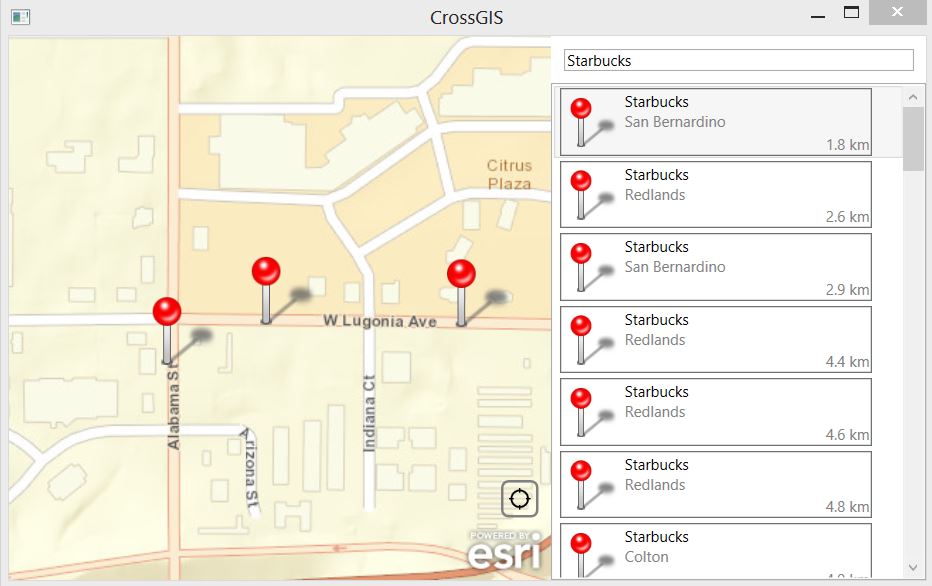 CrossGIS
Starbucks
Citrus
Plaza
W Lugonia Ave
Alabama St
Arizona St
Indiana Ct
POWERED BY
esri
Starbucks
San Bernardino
1.8 km
Starbucks
Redlands
2.6 km
Starbucks
San Bernardino
2.9 km
Starbucks
Redlands
4.4 km
Starbucks
Redlands
4.6 km
Starbucks
Redlands
4.8 km
Starbucks
Colton